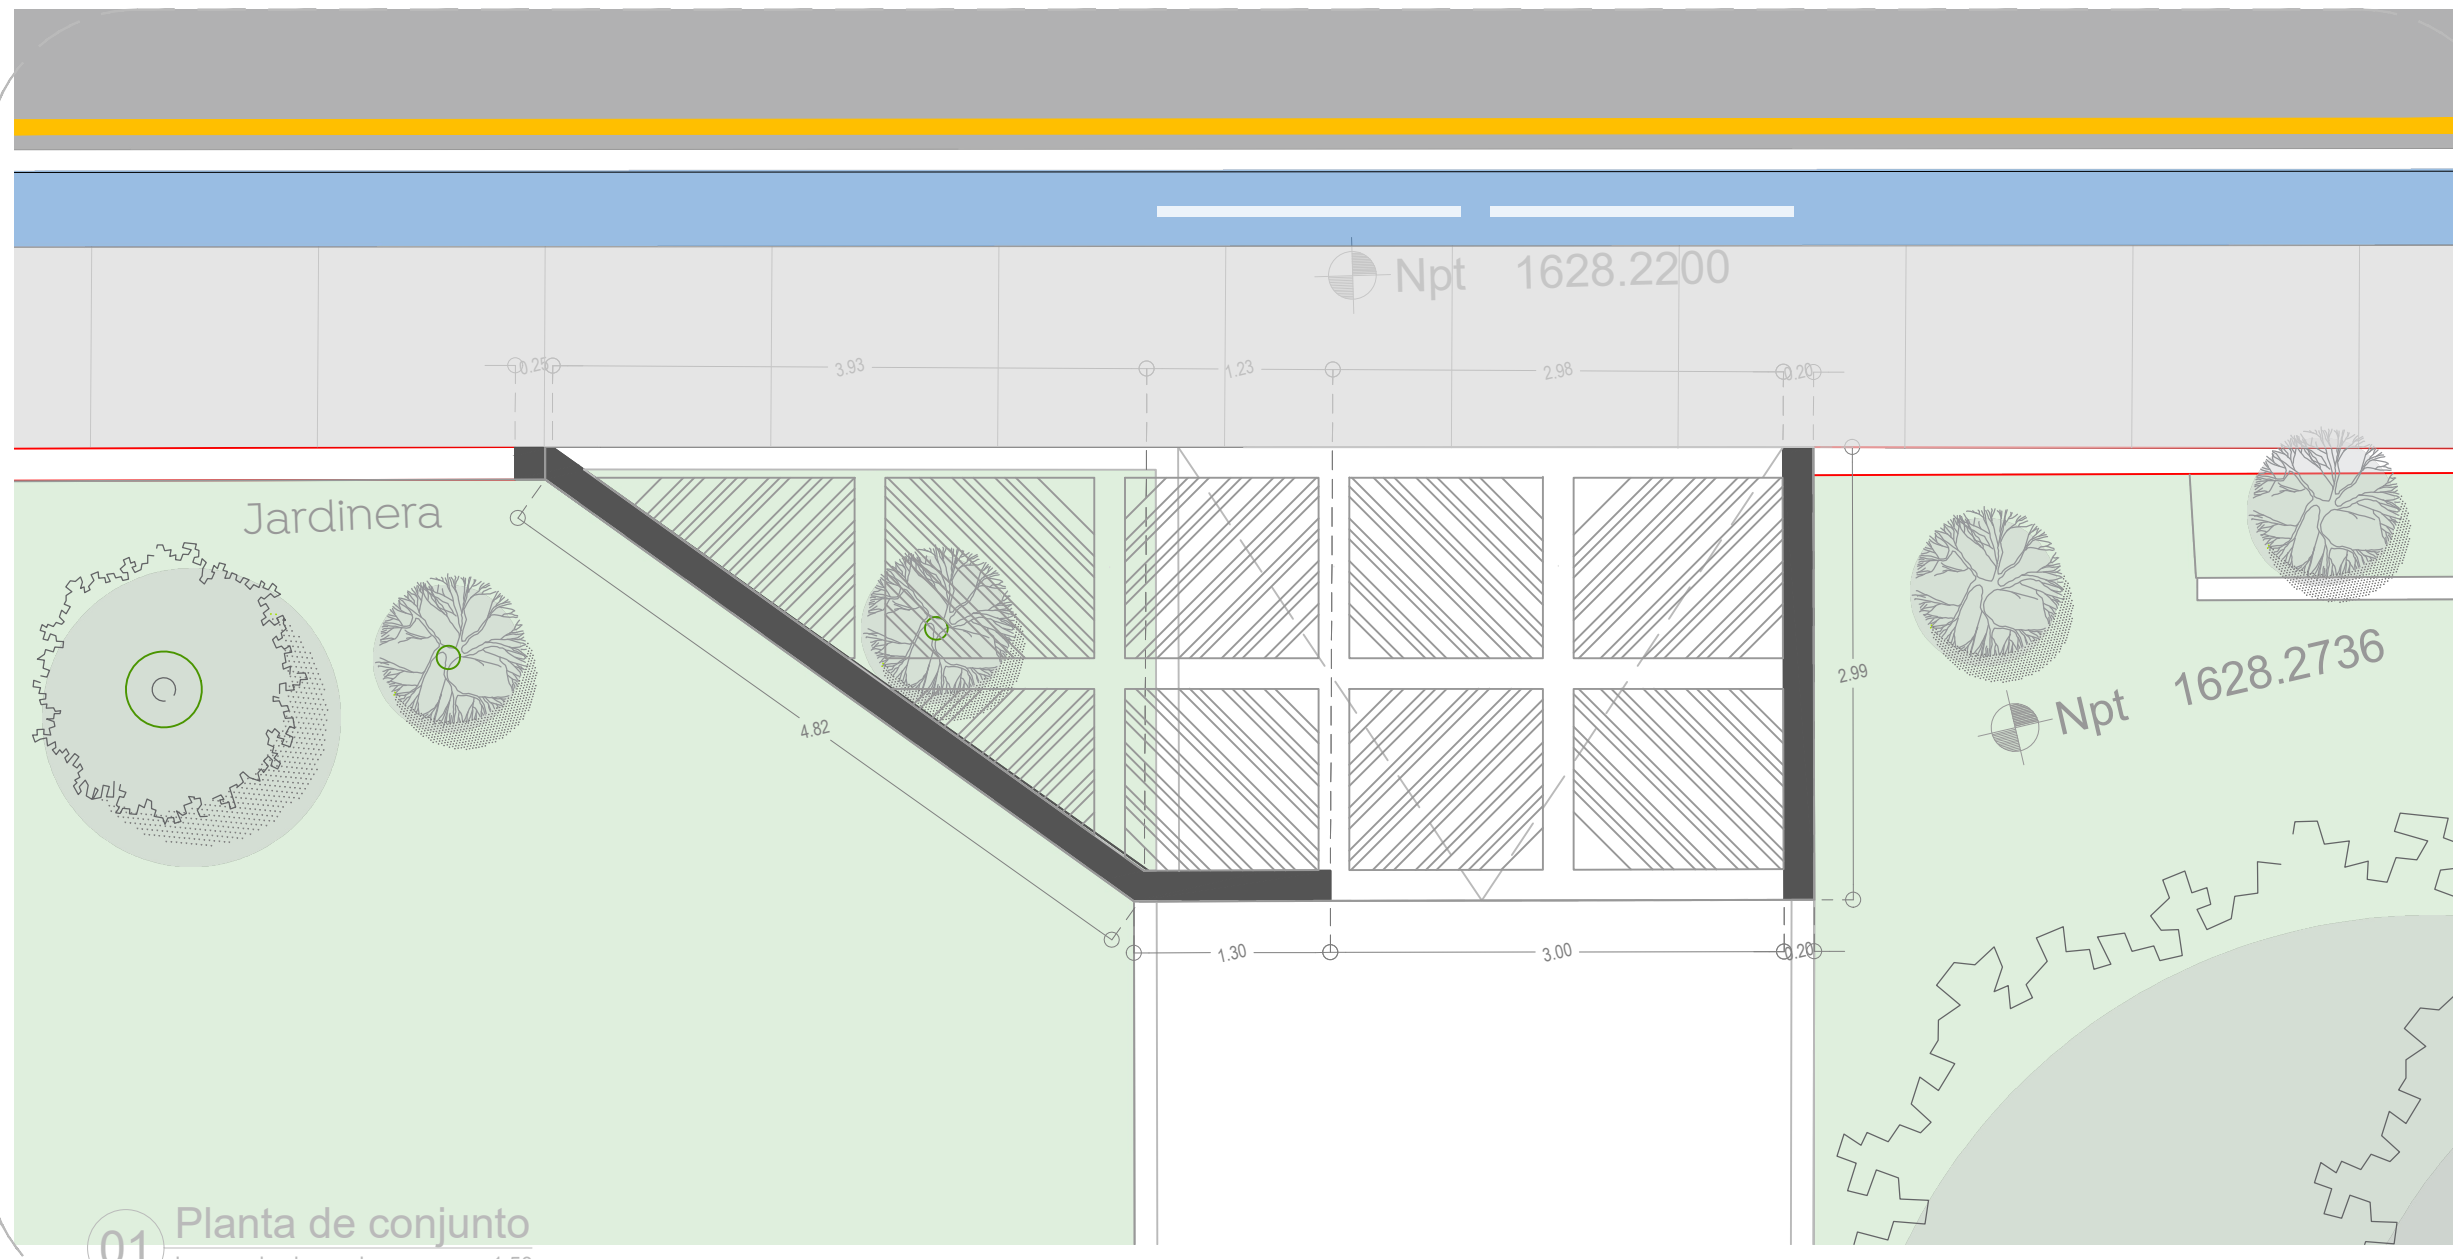 Npt 1628.2200
0.25 3.93 1.23 2.98 0.20
Jardinera
4.82
2.99
Npt 1628.2736
1.30 3.00 0.20
01 Planta de conjunto